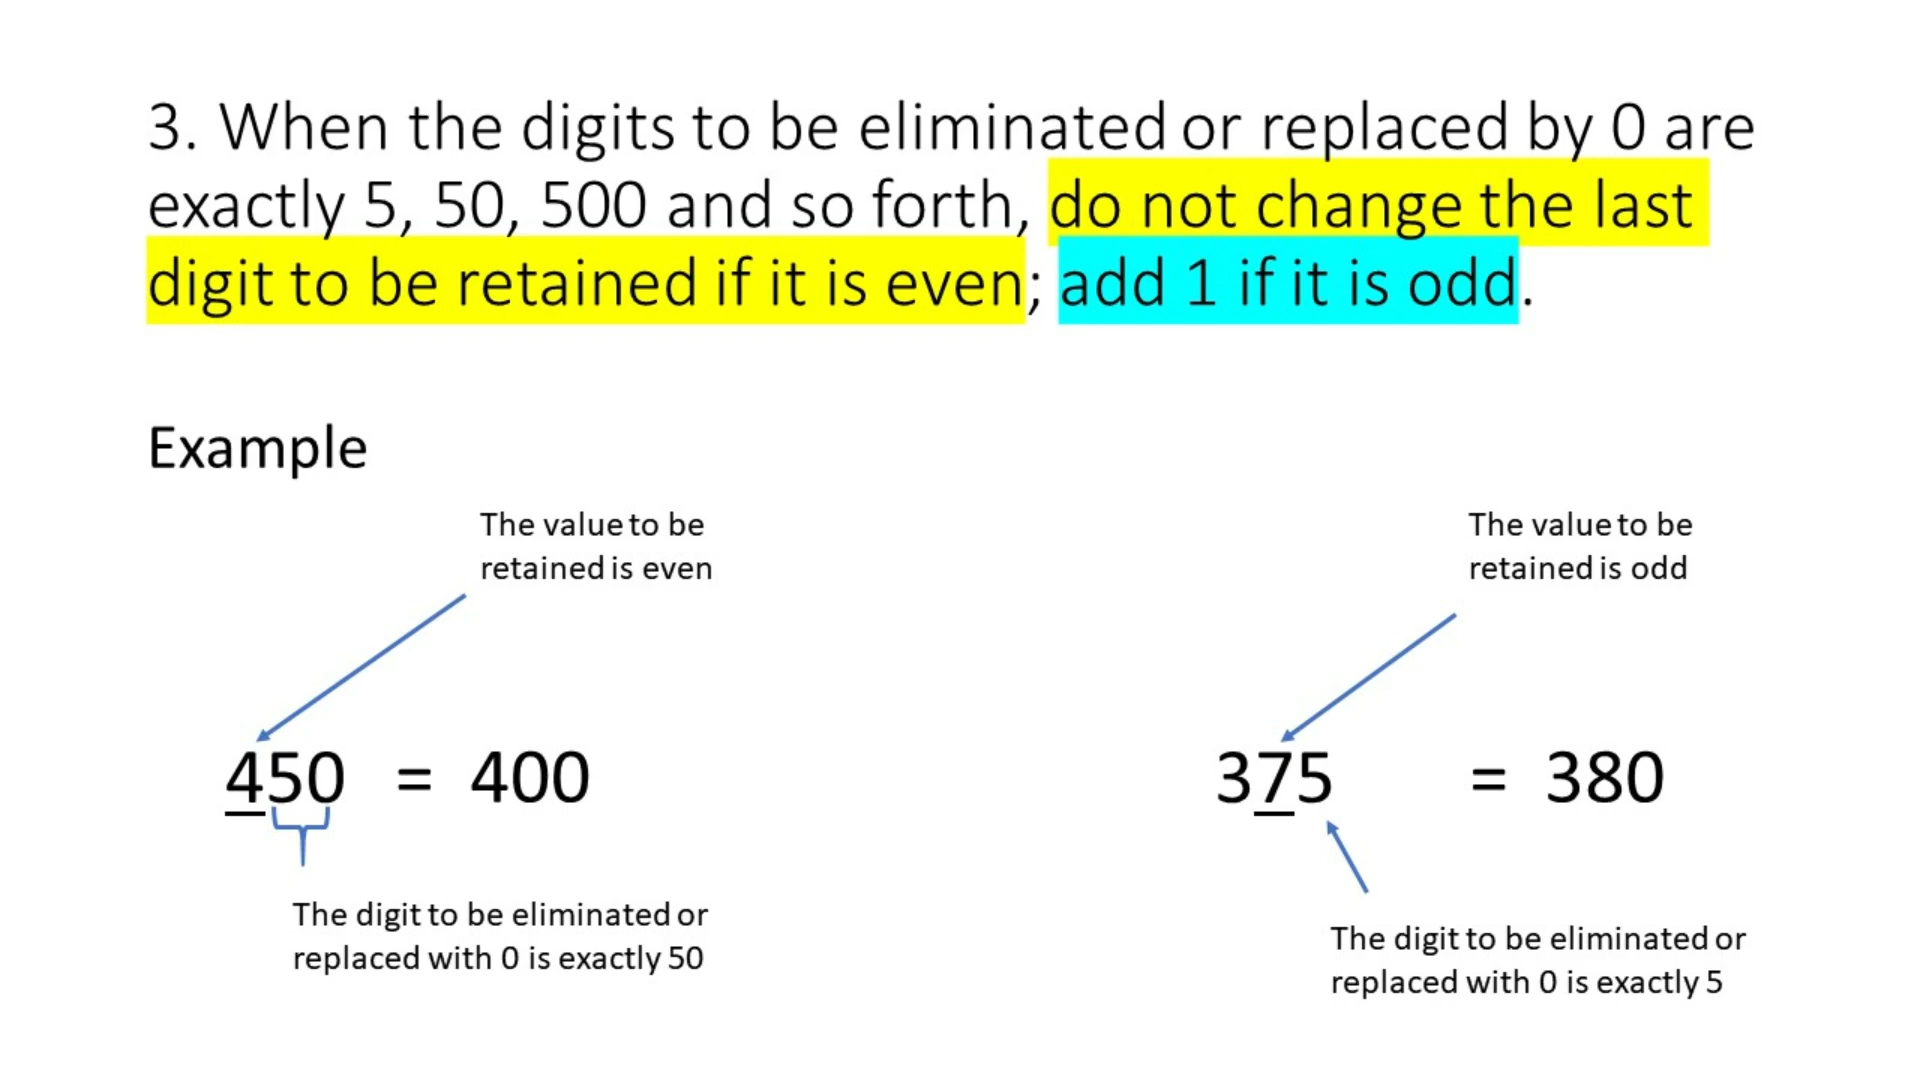 3. When the digits to be eliminated or replaced by 0 are
exactly 5, 50, 500 and so forth, do not change the last
digit to be retained if it is even; add 1 if it is odd.
Example
The value to be
retained is even
450 = 400
The digit to be eliminated or
replaced with 0 is exactly 50
The value to be
retained is odd
375 = 380
The digit to be eliminated or
replaced with 0 is exactly 5